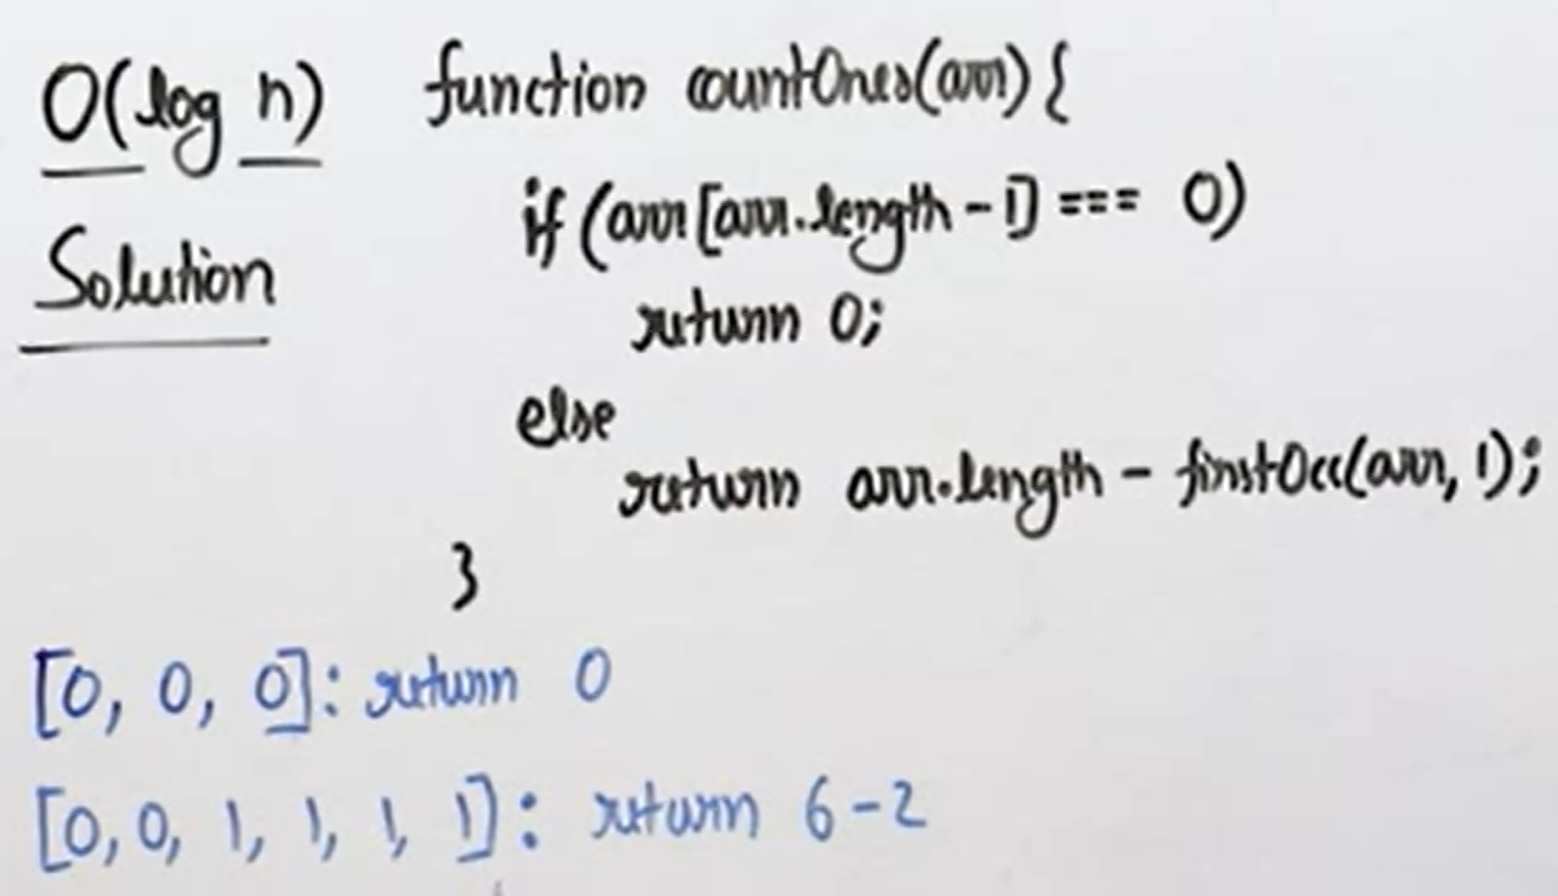 O(log n)
Solution
function countOnes(arr) {
if (arr[arr.length - 1] === 0)
return 0;
else
return arr.length - firstOcc(arr, 1);
}
[0, 0, 0]: return 0
[0, 0, 1, 1, 1, 1]: return 6-2